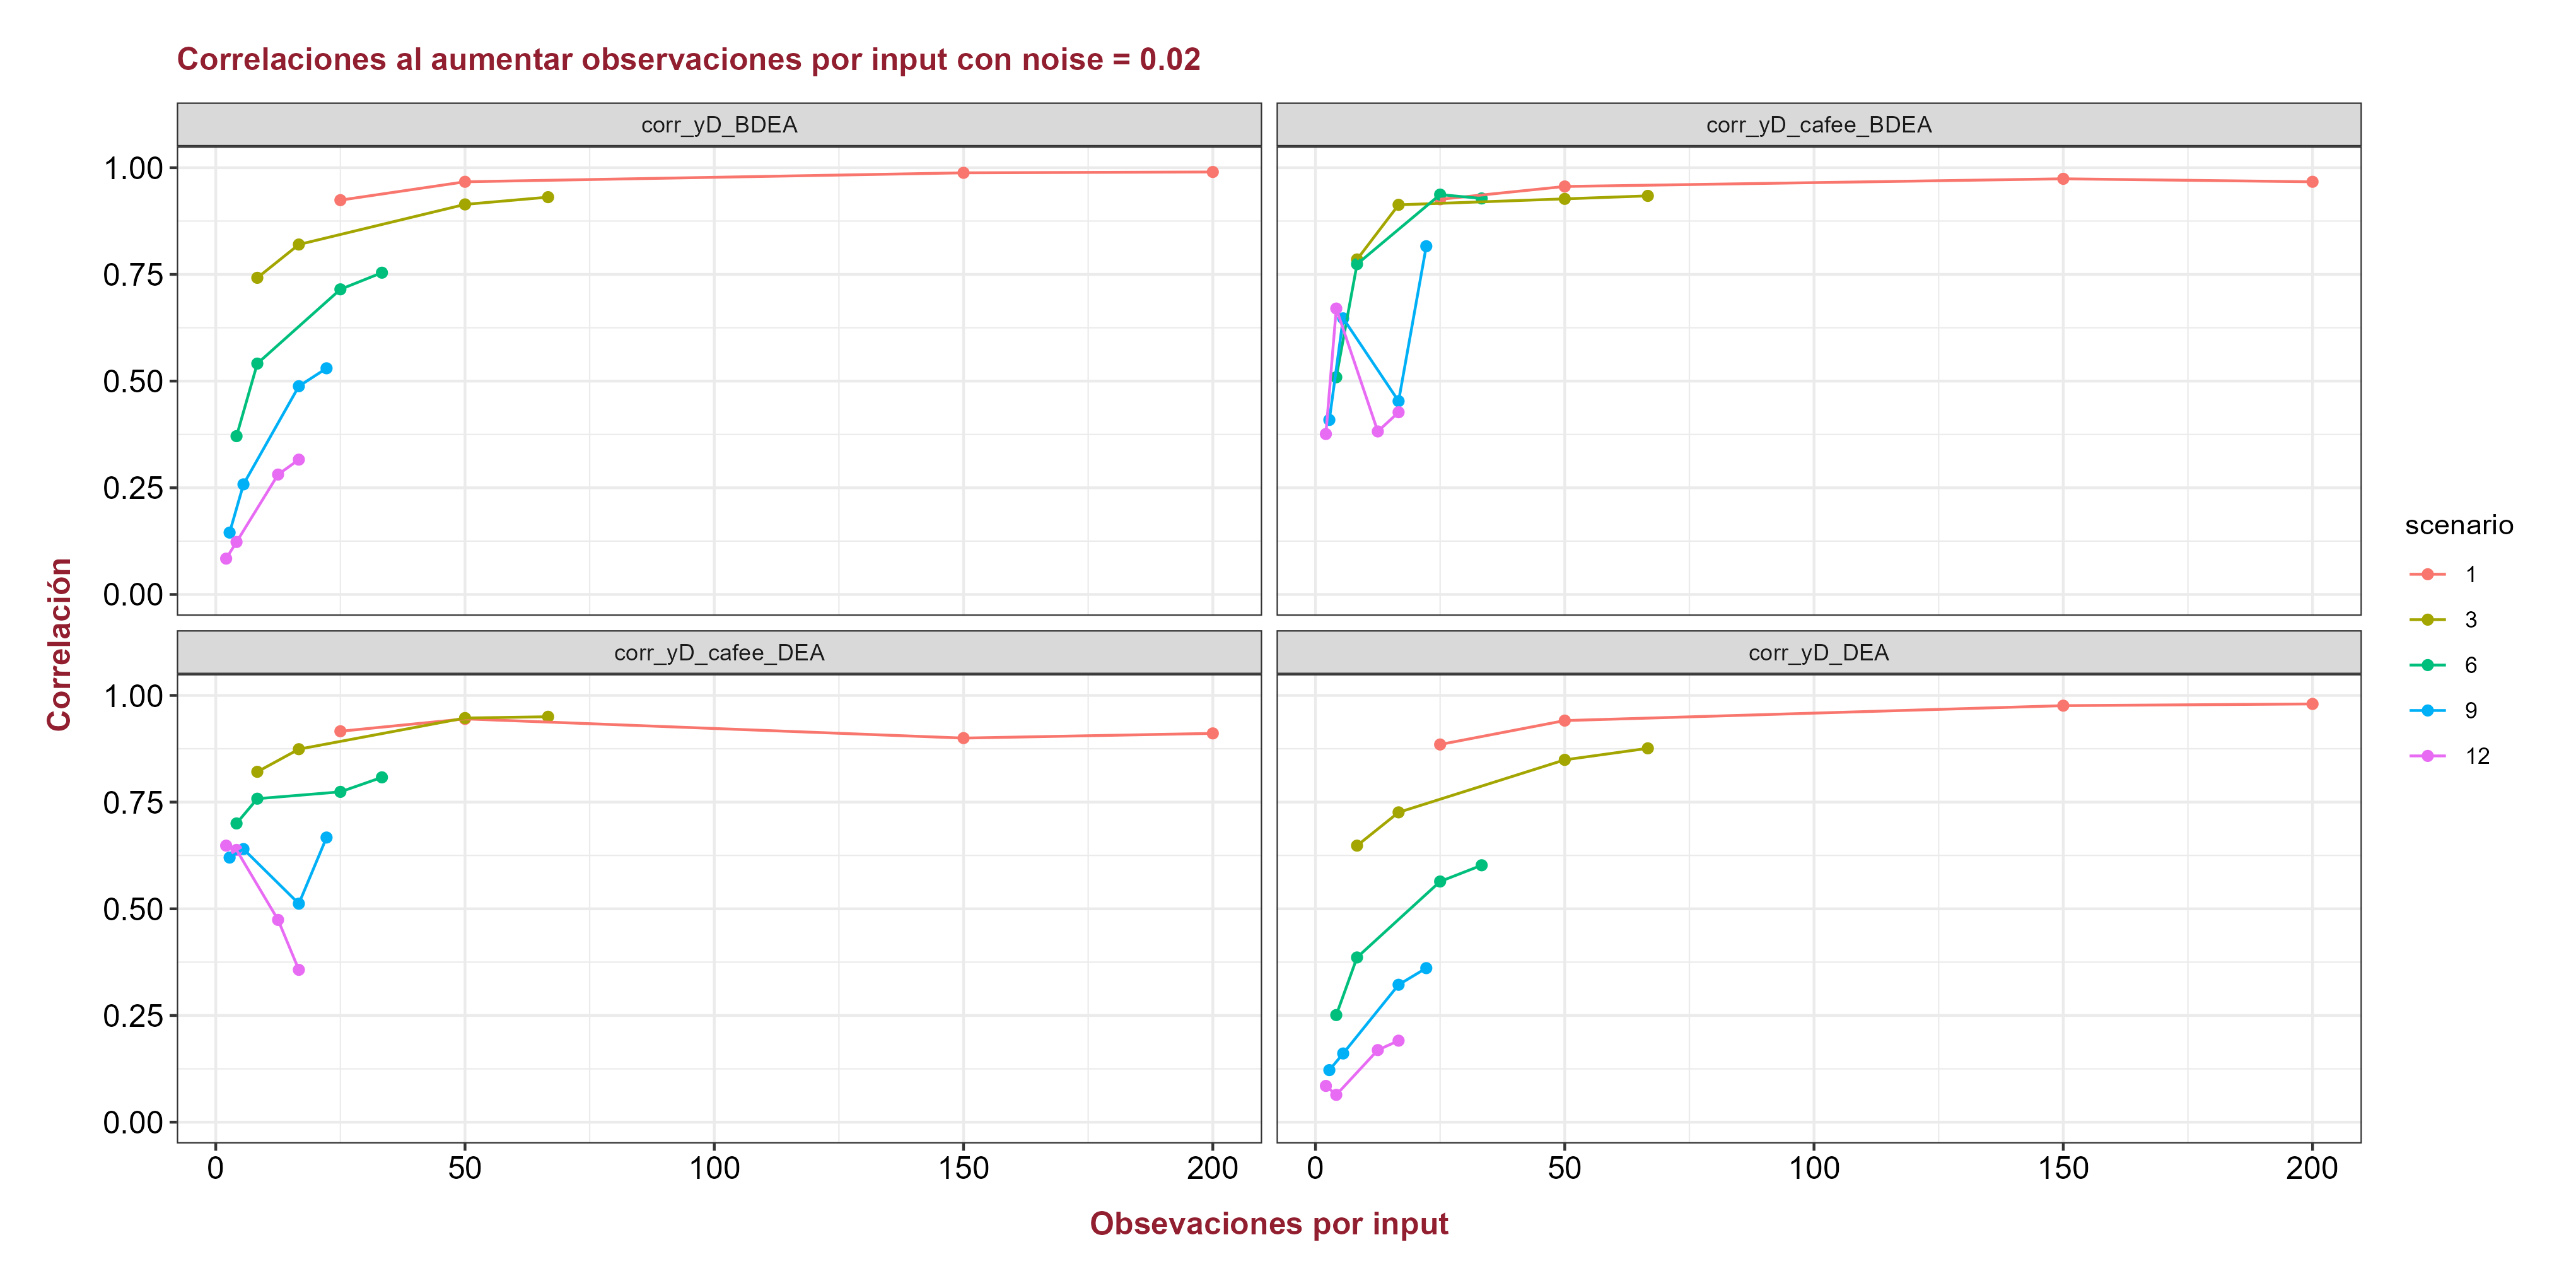 Correlaciones al aumentar observaciones por input con noise = 0.02
corr_yD_BDEA
corr_yD_cafee_BDEA
1.00
0.75
0.50
0.25
0.00
corr_yD_cafee_DEA
corr_yD_DEA
1.00
0.75
0.50
0.25
0.00
0 50 100 150 200
0 50 100 150 200
Correlación
Obsevaciones por input
scenario
1
3
6
9
12